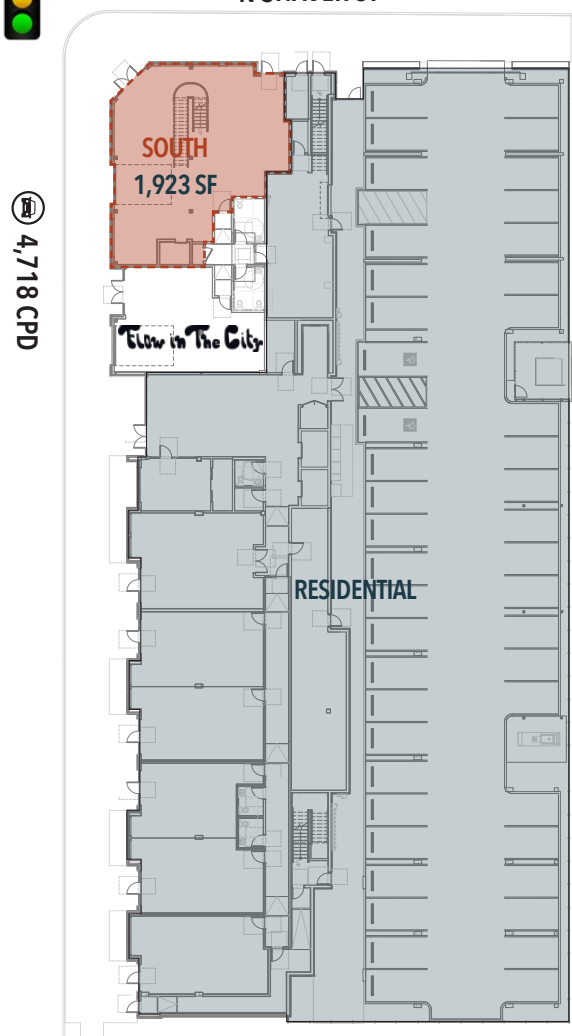 SOUTH
1,923 SF
4,718 CPD
Flow in The City
RESIDENTIAL